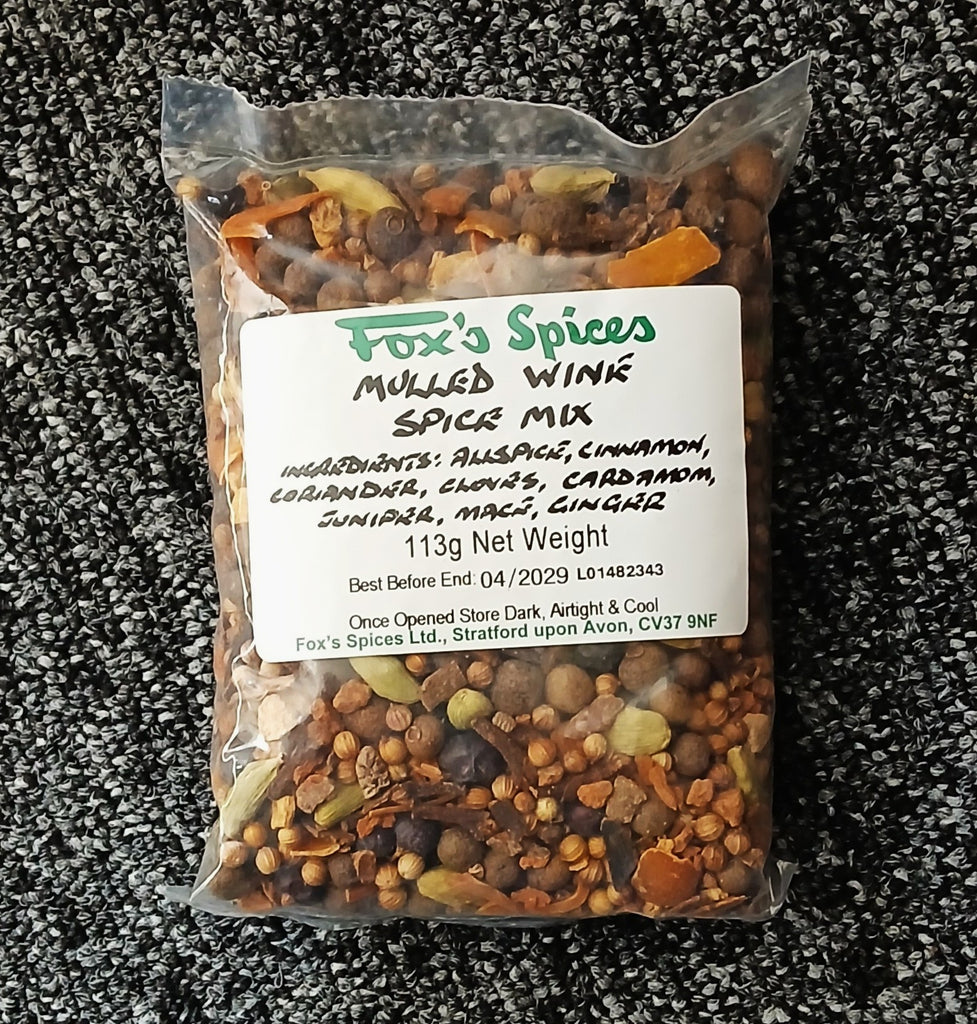 Fox's Spices
MULLED WINE
SPICE MIX
INGREDIENTS: ALLSPICE, CINNAMON,
CORIANDER, CLOVES, CARDAMOM,
JUNIPER, MACE, GINGER
113g Net Weight
Best Before End: 04/2029 L01482343
Once Opened Store Dark, Airtight & Cool
Fox's Spices Ltd., Stratford upon Avon, CV37 9NF